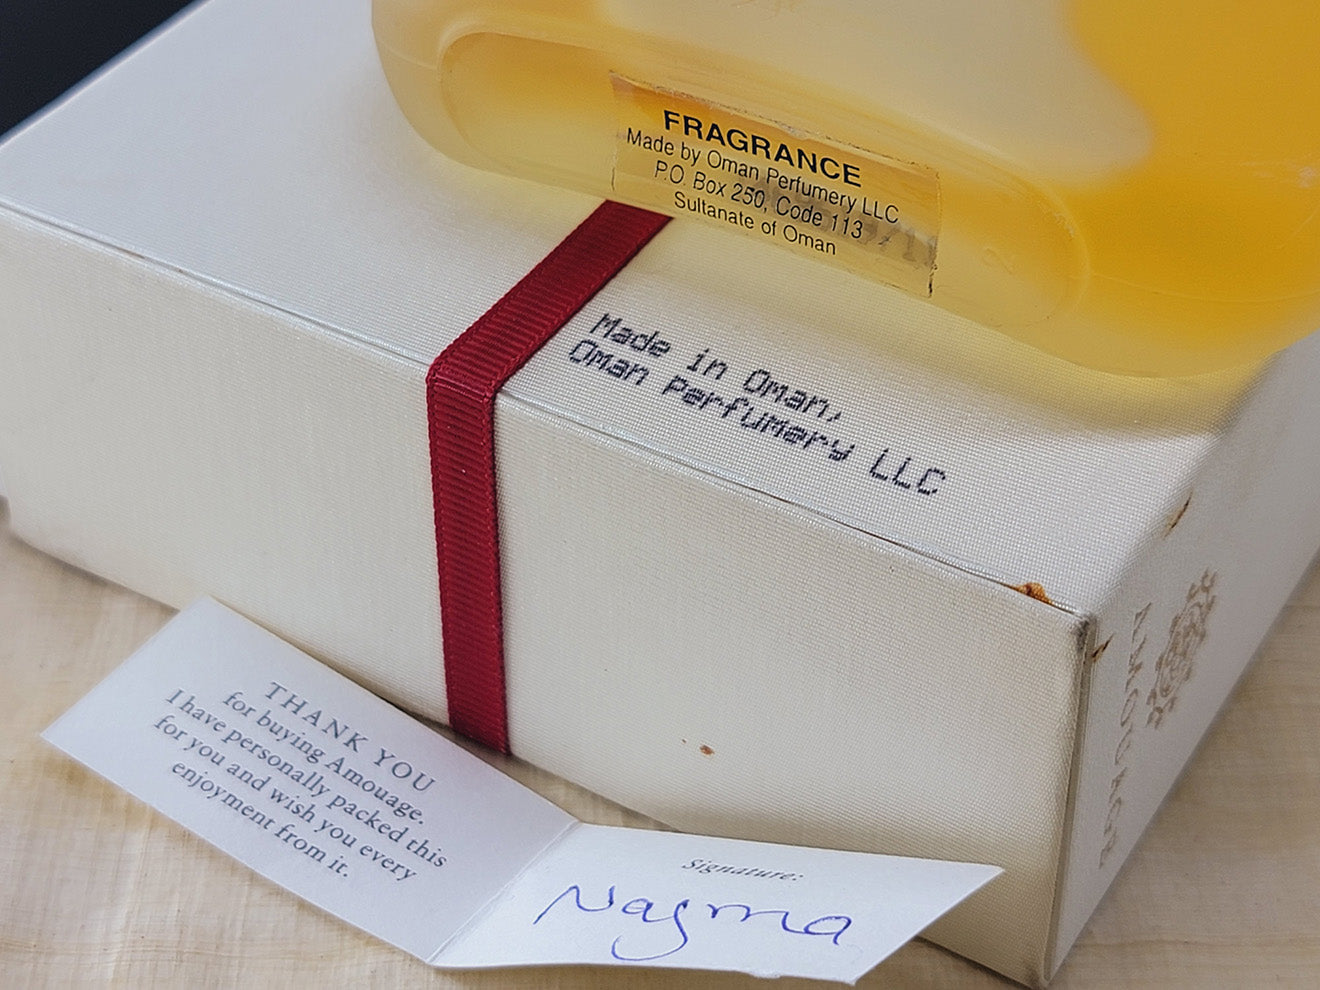 FRAGRANCE
Made by Oman Perfumery LLC
P.O. Box 250, Code 113
Sultanate of Oman
Made in Oman,
Oman Perfumery LLC
AMOUAGE
THANK YOU
for buying Amouage.
I have personally packed this
for you and wish you every
enjoyment from it.
Signature:
Nagma